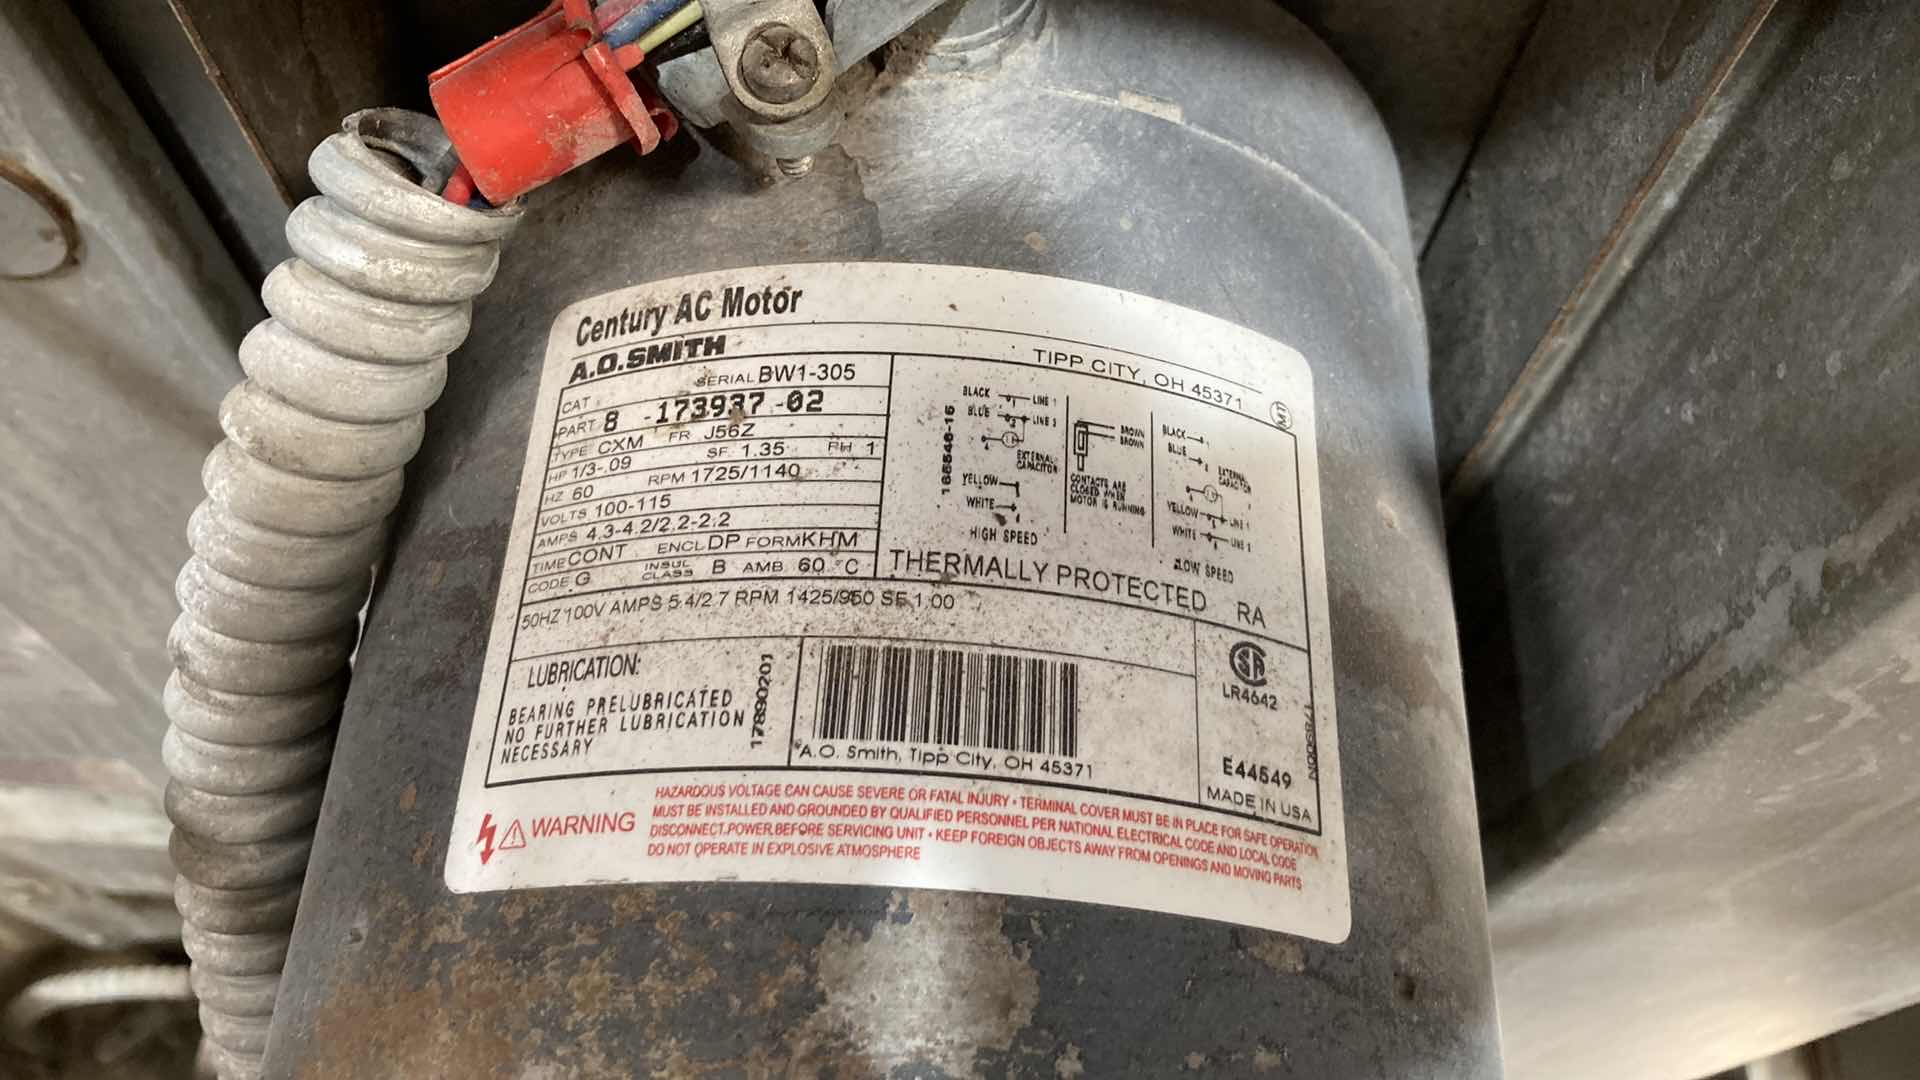 Century AC Motor
A.O.SMITH
TIPP CITY, OH 45371
MT
SERIAL BW1-305
CAT
PART 8 -173937 -02
TYPE CXM FR J56Z
HP 1/3-.09 SF 1.35 PH 1
HZ 60 RPM 1725/1140
VOLTS 100-115
AMPS 4.3-4.2/2.2-2.2
TIME CONT ENCL DP FORM KHM
CODE G INSUL CLASS B AMB 60 °C
50HZ 100V AMPS 5.4/2.7 RPM 1425/950 SF 1.00
BLACK LINE 1
BLUE
EXTERNAL
CAPACITOR
YELLOW
WHITE
HIGH SPEED
BROWN
BROWN
CONTACTS ARE
CLOSED WHEN
MOTOR IS RUNNING
BLACK
BLUE
EXTERNAL
CAPACITOR
YELLOW LINE 1
WHITE
LOW SPEED
THERMALLY PROTECTED RA
LUBRICATION:
BEARING PRELUBRICATED
NO FURTHER LUBRICATION
NECESSARY
17890201
A.O. Smith, Tipp City, OH 45371
LR4642
E44549
MADE IN USA
WARNING
HAZARDOUS VOLTAGE CAN CAUSE SEVERE OR FATAL INJURY • TERMINAL COVER MUST BE IN PLACE FOR SAFE OPERATION
MUST BE INSTALLED AND GROUNDED BY QUALIFIED PERSONNEL PER NATIONAL ELECTRICAL CODE AND LOCAL CODE
DISCONNECT POWER BEFORE SERVICING UNIT • KEEP FOREIGN OBJECTS AWAY FROM OPENINGS AND MOVING PARTS
DO NOT OPERATE IN EXPLOSIVE ATMOSPHERE